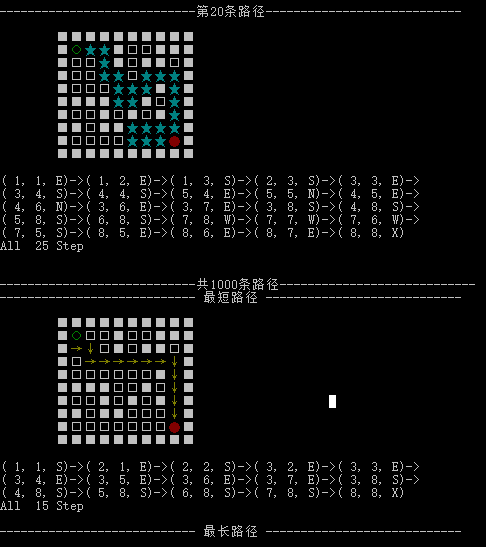 第20条路径
( 1, 1, E)->( 1, 2, E)->( 1, 3, S)->( 2, 3, S)->( 3, 3, E)->
( 3, 4, S)->( 4, 4, S)->( 5, 4, E)->( 5, 5, N)->( 4, 5, E)->
( 4, 6, N)->( 3, 6, E)->( 3, 7, E)->( 3, 8, S)->( 4, 8, S)->
( 5, 8, S)->( 6, 8, S)->( 7, 8, W)->( 7, 7, W)->( 7, 6, W)->
( 7, 5, S)->( 8, 5, E)->( 8, 6, E)->( 8, 7, E)->( 8, 8, X)
All  25 Step
共1000条路径
最短路径
( 1, 1, S)->( 2, 1, E)->( 2, 2, S)->( 3, 2, E)->( 3, 3, E)->
( 3, 4, E)->( 3, 5, E)->( 3, 6, E)->( 3, 7, E)->( 3, 8, S)->
( 4, 8, S)->( 5, 8, S)->( 6, 8, S)->( 7, 8, S)->( 8, 8, X)
All  15 Step
最长路径